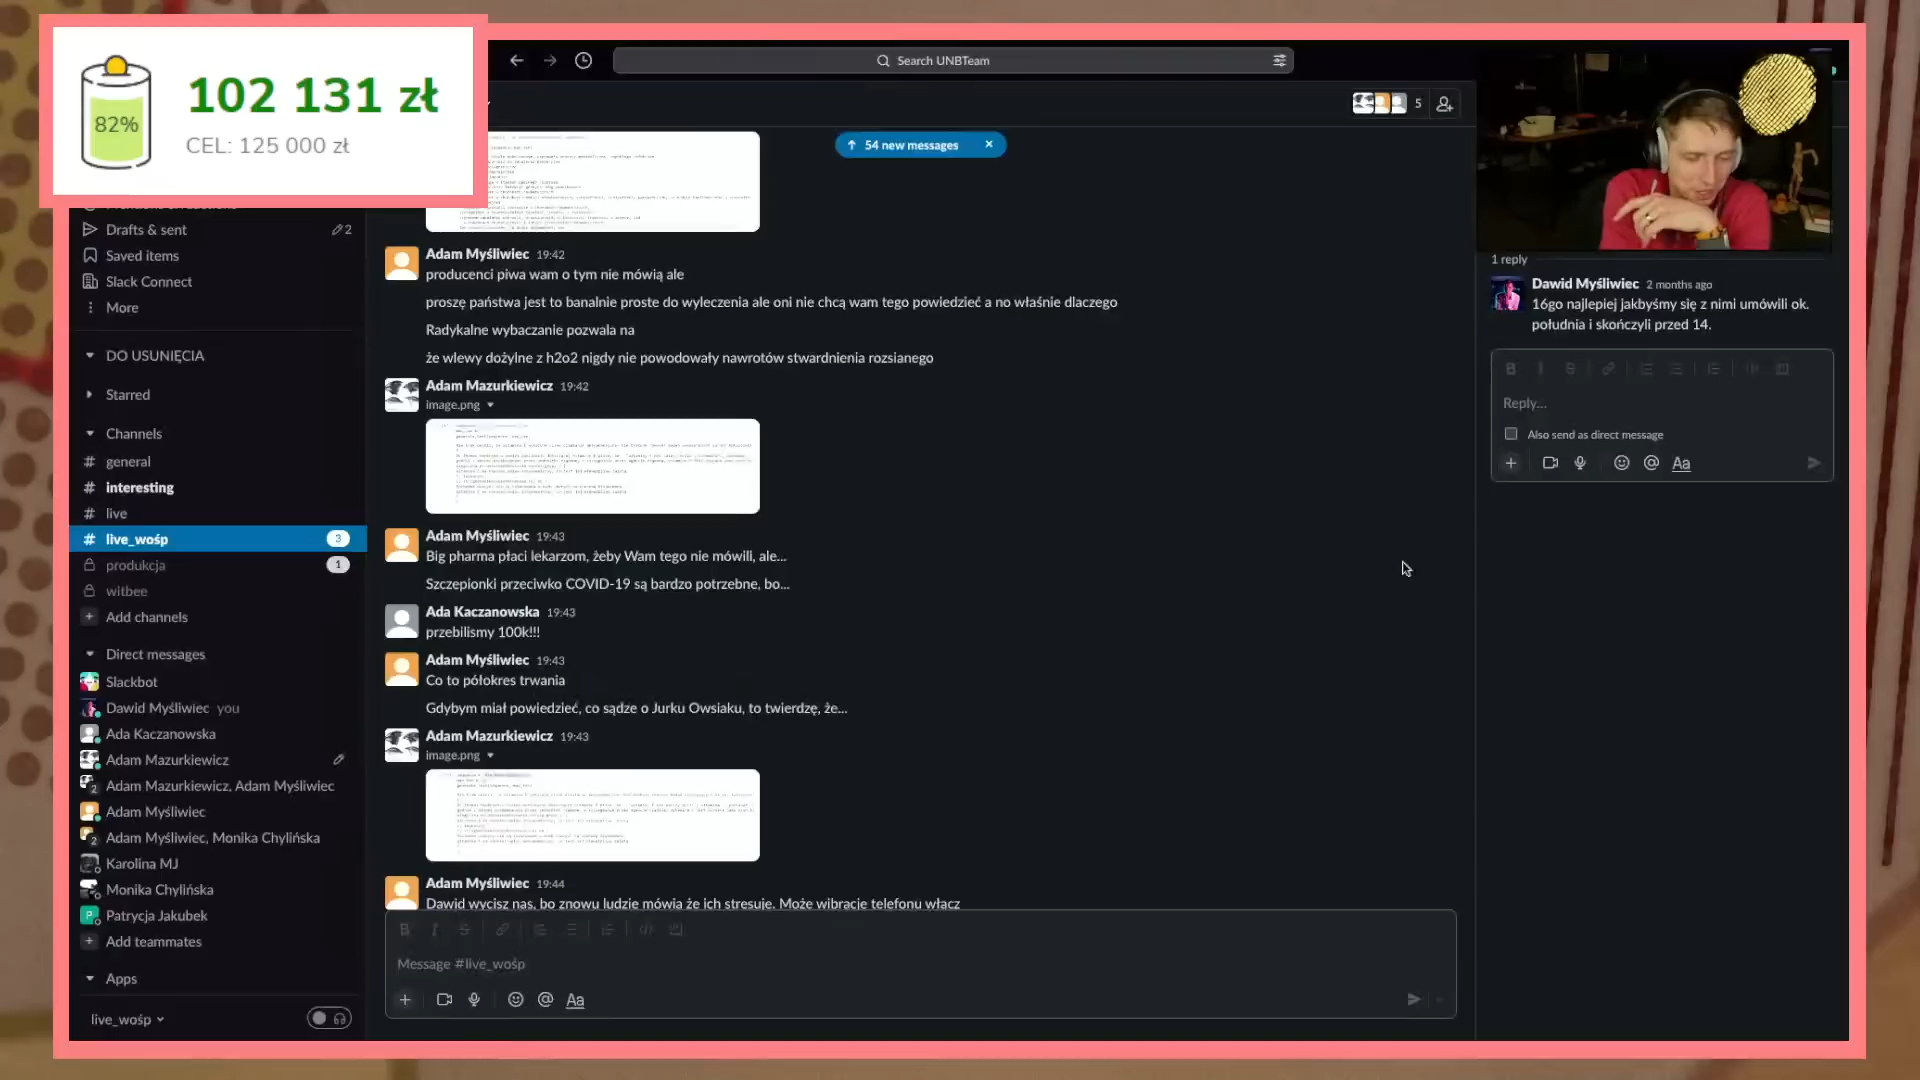 102 131 zł
82%
CEL: 125 000 zł
Search UNBTeam
5
54 new messages
Drafts & sent
2
Saved items
Slack Connect
More
DO USUNIĘCIA
Starred
Channels
general
interesting
live
live_wośp
3
produkcja
1
witbee
Add channels
Direct messages
Slackbot
Dawid Myśliwiec you
Ada Kaczanowska
Adam Mazurkiewicz
2
Adam Mazurkiewicz, Adam Myśliwiec
Adam Myśliwiec
2
Adam Myśliwiec, Monika Chylińska
Karolina MJ
Monika Chylińska
P
Patrycja Jakubek
Add teammates
Apps
live_wośp
Adam Myśliwiec 19:42
producenci piwa wam o tym nie mówią ale
proszę państwa jest to banalnie proste do wyleczenia ale oni nie chcą wam tego powiedzieć a no właśnie dlaczego
Radykalne wybaczanie pozwala na
że wlewy dożylne z h2o2 nigdy nie powodowały nawrotów stwardnienia rozsianego
Adam Mazurkiewicz 19:42
image.png
Adam Myśliwiec 19:43
Big pharma płaci lekarzom, żeby Wam tego nie mówili, ale...
Szczepionki przeciwko COVID-19 są bardzo potrzebne, bo...
Ada Kaczanowska 19:43
przebilismy 100k!!!
Adam Myśliwiec 19:43
Co to półokres trwania
Gdybym miał powiedzieć, co sądze o Jurku Owsiaku, to twierdzę, że...
Adam Mazurkiewicz 19:43
image.png
Adam Myśliwiec 19:44
Dawid wycisz nas, bo znowu ludzie mówią że ich stresuje. Może wibracje telefonu włącz
B I S
Message #live_wośp
Aa
1 reply
Dawid Myśliwiec 2 months ago
16go najlepiej jakbyśmy się z nimi umówili ok.
południa i skończyli przed 14.
B I S
Reply...
Also send as direct message
Aa